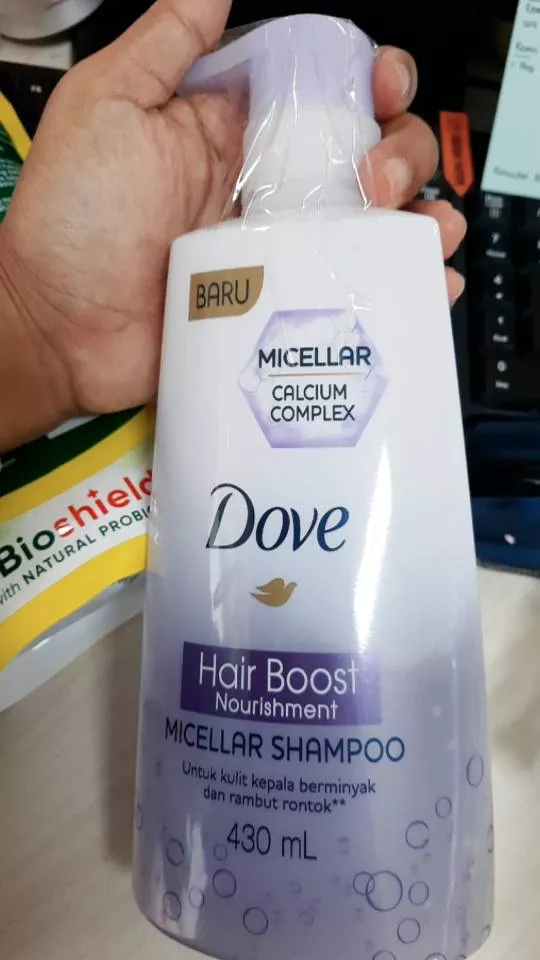 BARU
MICELLAR
CALCIUM
COMPLEX
Dove
Hair Boost
Nourishment
MICELLAR SHAMPOO
Untuk kulit kepala berminyak
dan rambut rontok**
430 mL
Bioshield
with NATURAL